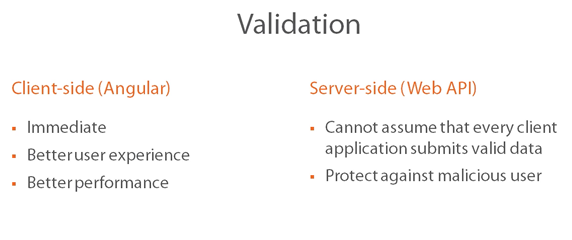 Validation
Client-side (Angular)
▪ Immediate
▪ Better user experience
▪ Better performance
Server-side (Web API)
▪ Cannot assume that every client
application submits valid data
▪ Protect against malicious user